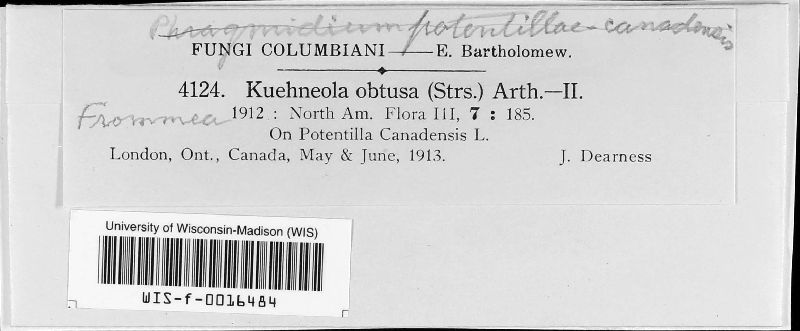 Phragmidium potentillae-canadensis
FUNGI COLUMBIANI — E. Bartholomew.
4124. Kuehneola obtusa (Strs.) Arth.—II.
Frommea
1912 : North Am. Flora III, 7 : 185.
On Potentilla Canadensis L.
London, Ont., Canada, May & June, 1913. J. Dearness
University of Wisconsin-Madison (WIS)
WIS-f-0016484